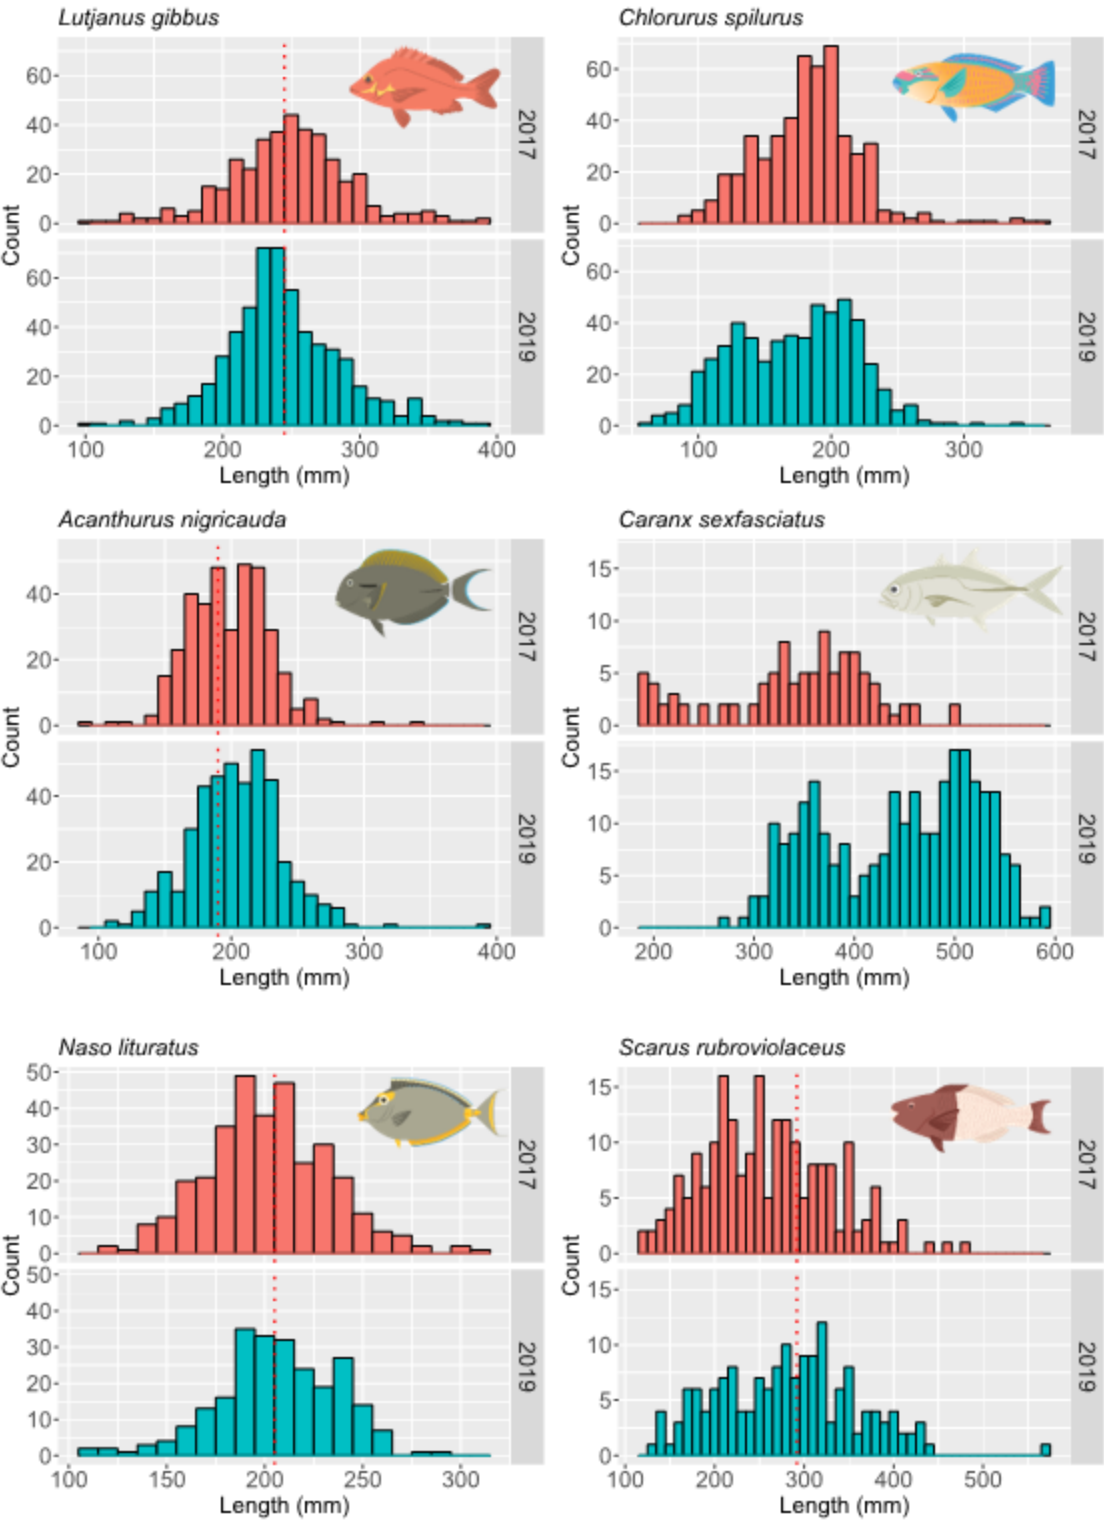 Lutjanus gibbus
Chlorurus spilurus
60
40
20
0
2017
60
40
20
0
2017
Count
Count
60
40
20
0
2019
60
40
20
0
2019
100 200 300 400
100 200 300
Length (mm)
Length (mm)
Acanthurus nigricauda
Caranx sexfasciatus
40
20
0
2017
15
10
5
0
2017
Count
Count
40
20
0
2019
15
10
5
0
2019
100 200 300 400
200 300 400 500 600
Length (mm)
Length (mm)
Naso lituratus
Scarus rubroviolaceus
50
40
30
20
10
0
2017
15
10
5
0
2017
Count
Count
50
40
30
20
10
0
2019
15
10
5
0
2019
100 150 200 250 300
100 200 300 400 500
Length (mm)
Length (mm)